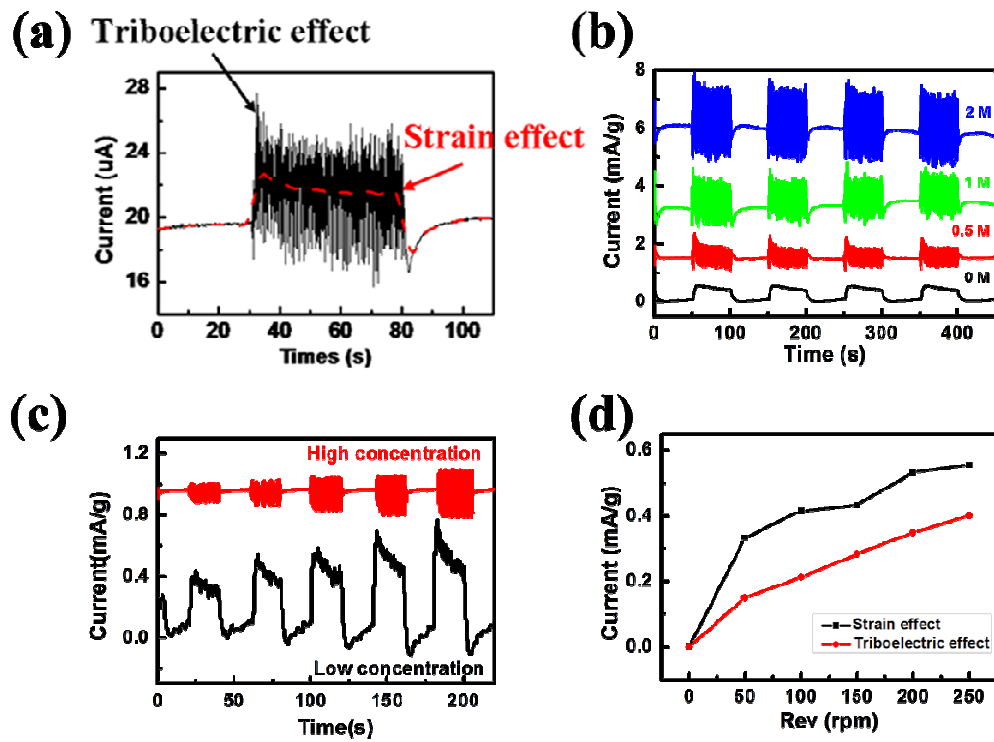 (a)
Triboelectric effect
Strain effect
28
24
20
16
Current (uA)
0 20 40 60 80 100
Times (s)
(b)
8
6
4
2
0
Current (mA/g)
2 M
1 M
0.5 M
0 M
0 100 200 300 400
Time (s)
(c)
High concentration
1.2
0.8
0.4
0.0
Current(mA/g)
Low concentration
0 50 100 150 200
Time(s)
(d)
0.6
0.4
0.2
0.0
Current (mA/g)
Strain effect
Triboelectric effect
0 50 100 150 200 250
Rev (rpm)